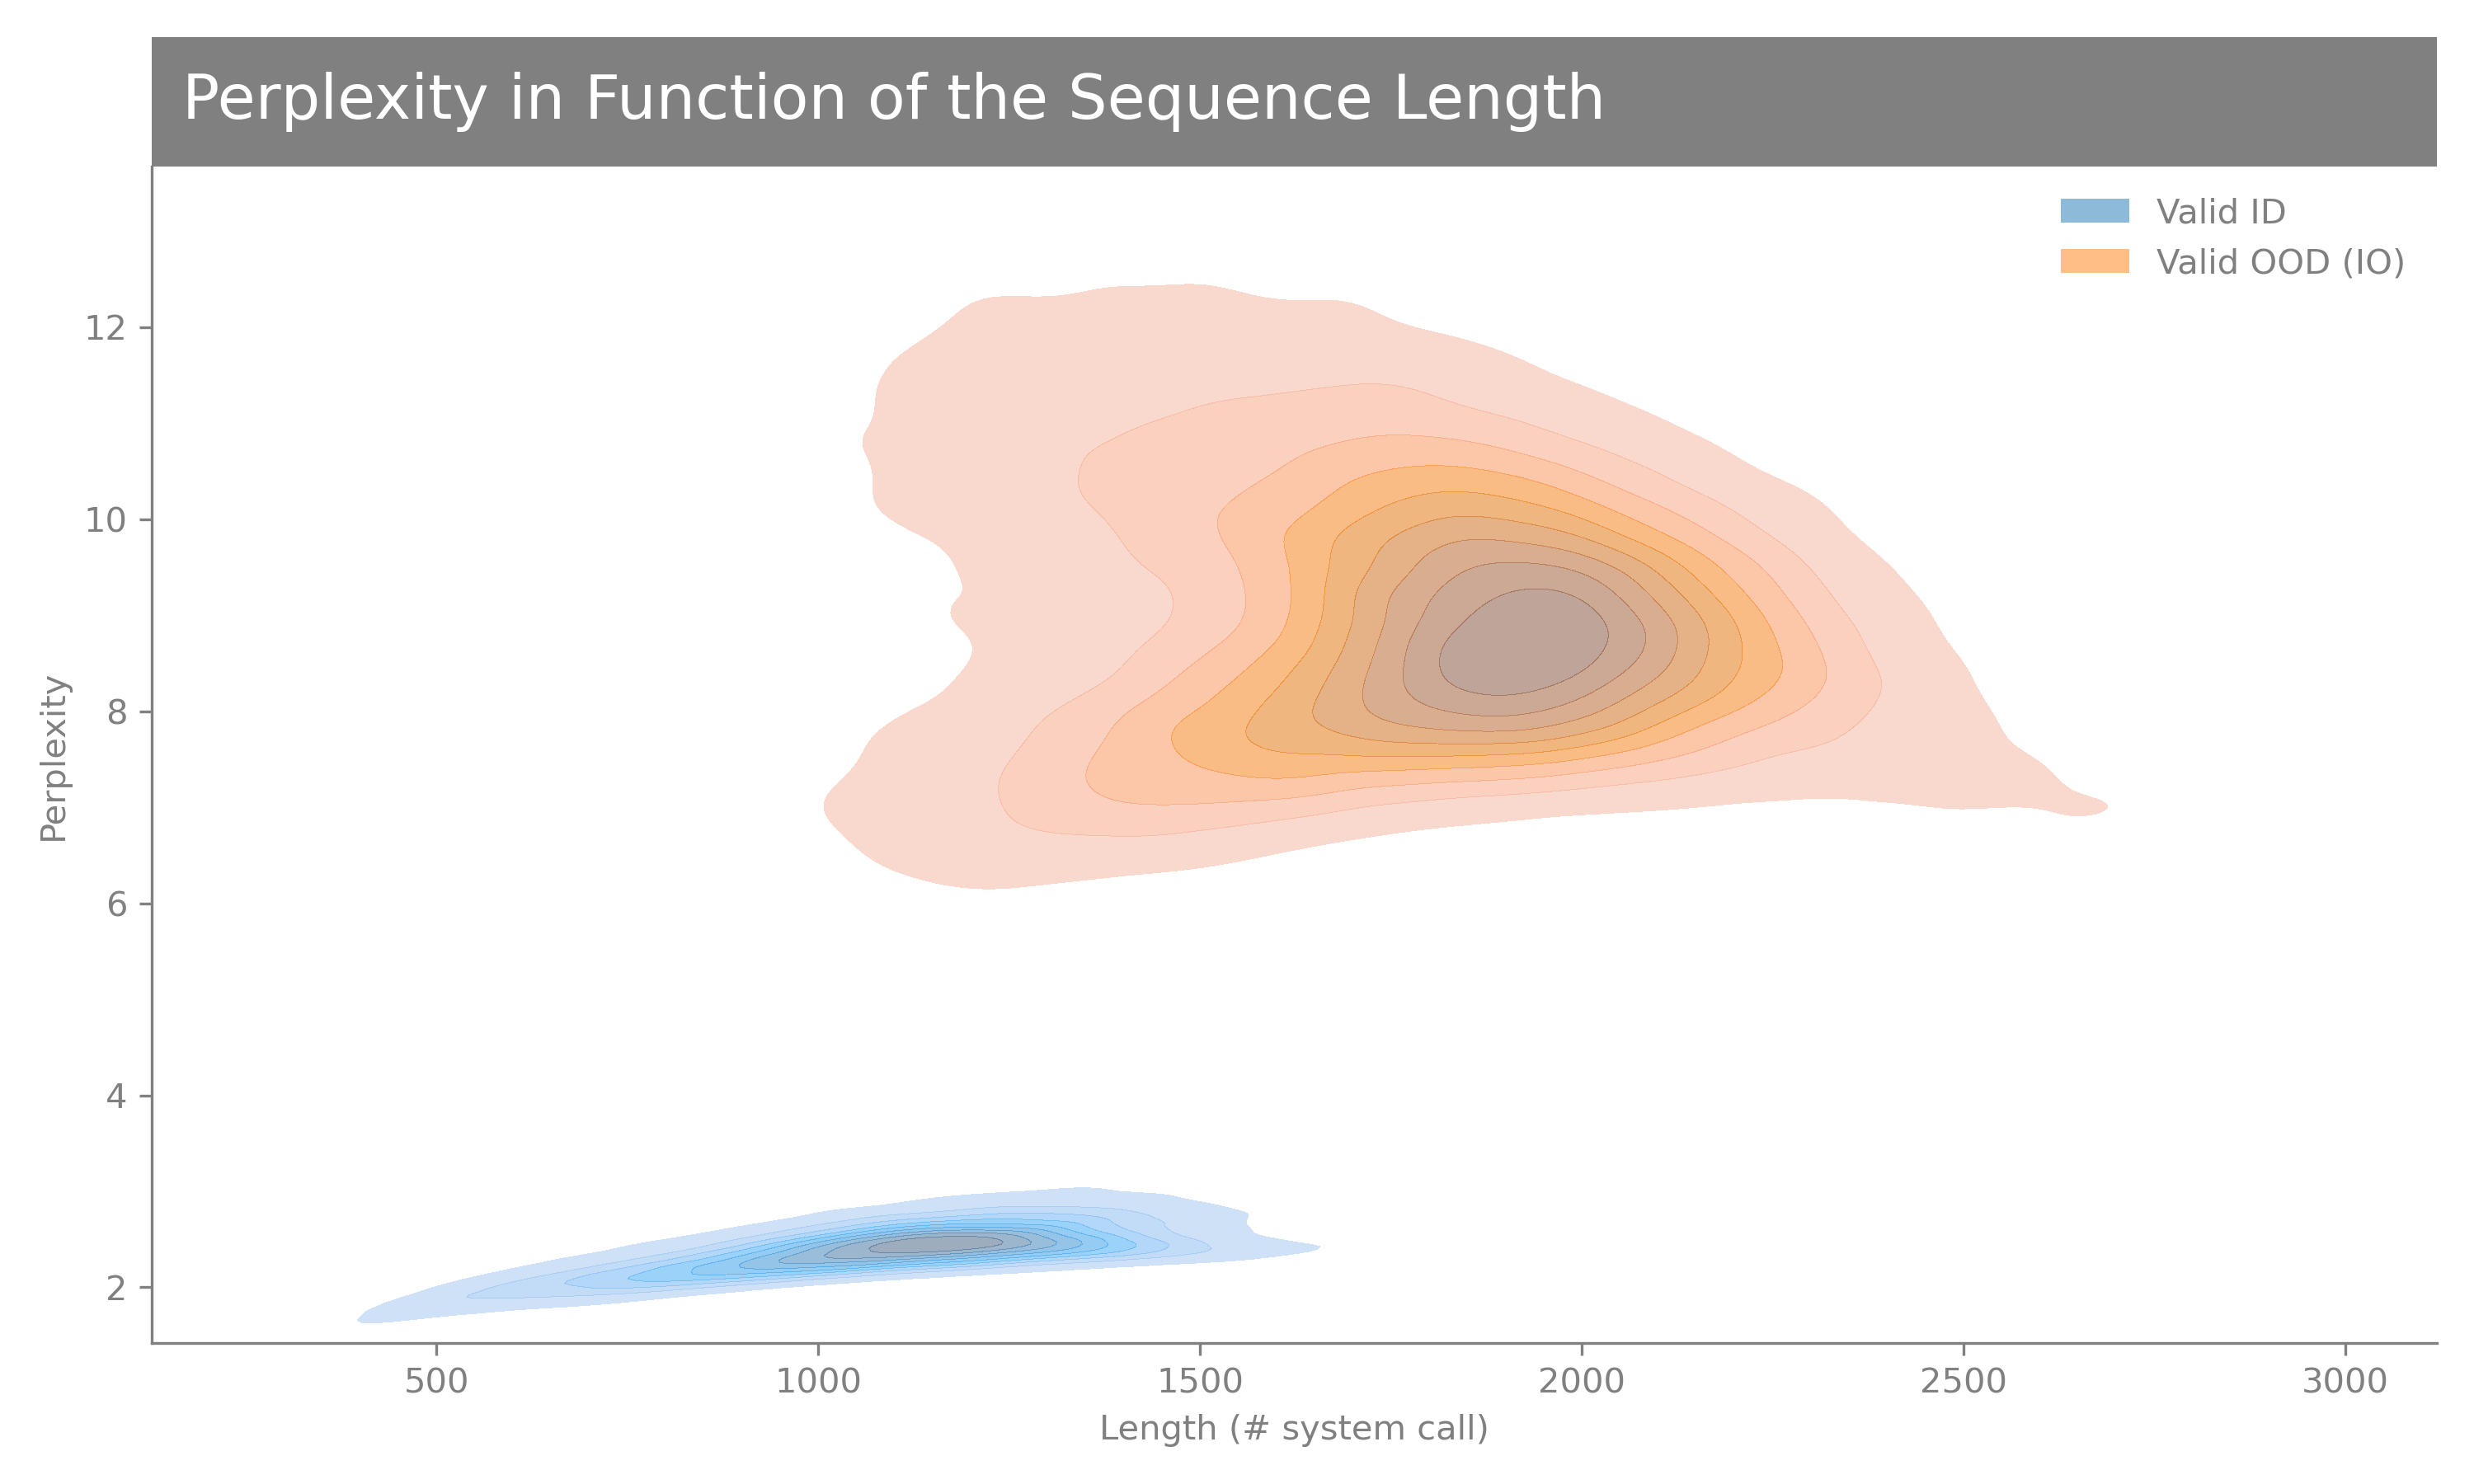 Perplexity in Function of the Sequence Length
Valid ID
Valid OOD (IO)
12
10
8
6
4
2
Perplexity
500 1000 1500 2000 2500 3000
Length (# system call)